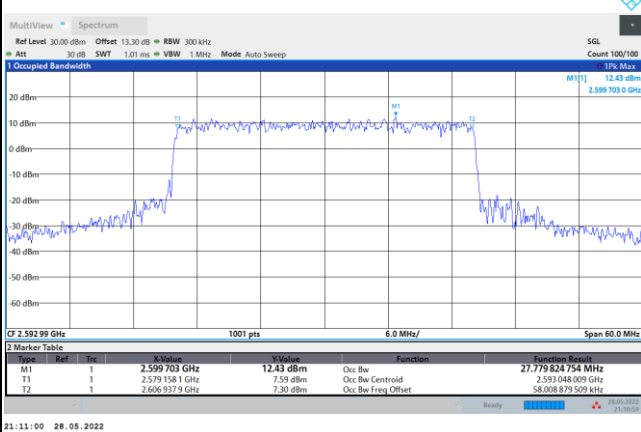 MultiView Spectrum
Ref Level 30.00 dBm Offset 13.30 dB RBW 300 kHz SGL
Att 30 dB SWT 1.01 ms VBW 1 MHz Mode Auto Sweep Count 100/100
1 Occupied Bandwidth 1Pk Max
M1[1] 12.43 dBm
2.599 703 0 GHz
20 dBm
M1
T1 T2
10 dBm
0 dBm
-10 dBm
-20 dBm
-30 dBm
-40 dBm
-50 dBm
-60 dBm
CF 2.592 99 GHz 1001 pts 6.0 MHz/ Span 60.0 MHz
2 Marker Table
Type Ref Trc X-Value Y-Value Function Function Result
M1 1 2.599 703 GHz 12.43 dBm Occ Bw 27.779 824 754 MHz
T1 1 2.579 158 1 GHz 7.59 dBm Occ Bw Centroid 2.593 048 009 GHz
T2 1 2.606 937 9 GHz 7.30 dBm Occ Bw Freq Offset 58.008 879 509 kHz
Ready 28.05.2022
21:10:59
21:11:00 28.05.2022